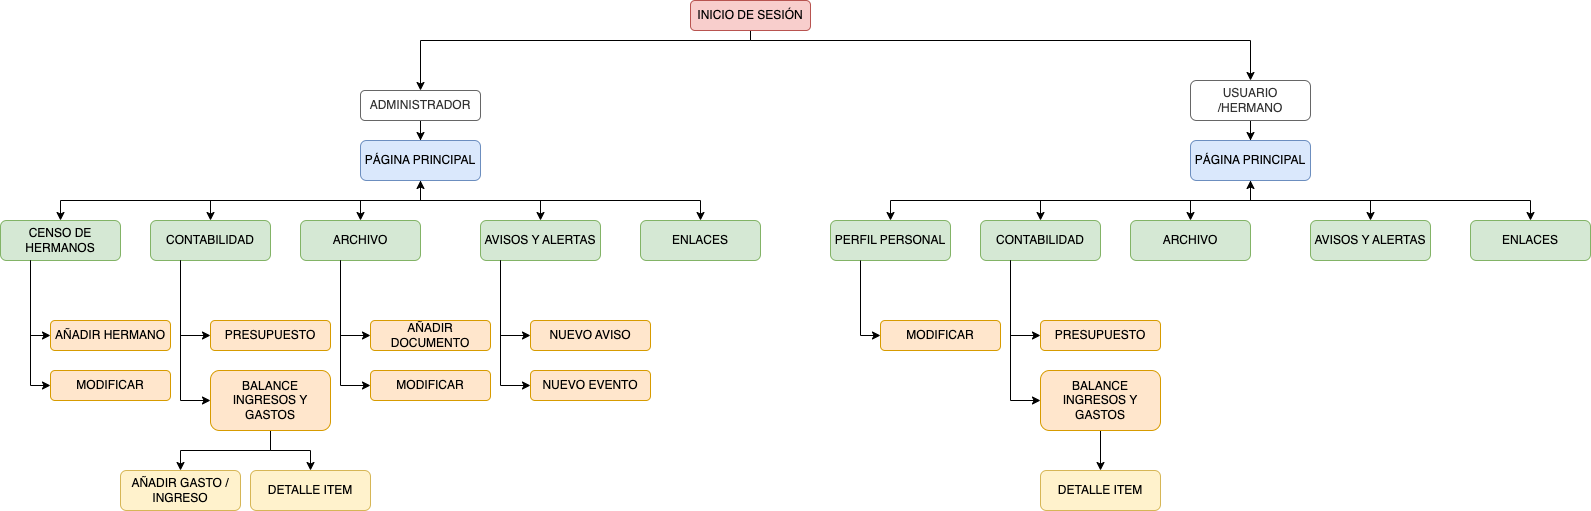 INICIO DE SESIÓN
ADMINISTRADOR
USUARIO
/HERMANO
PÁGINA PRINCIPAL
PÁGINA PRINCIPAL
CENSO DE
HERMANOS
CONTABILIDAD
ARCHIVO
AVISOS Y ALERTAS
ENLACES
PERFIL PERSONAL
CONTABILIDAD
ARCHIVO
AVISOS Y ALERTAS
ENLACES
AÑADIR HERMANO
PRESUPUESTO
AÑADIR
DOCUMENTO
NUEVO AVISO
MODIFICAR
PRESUPUESTO
MODIFICAR
BALANCE
INGRESOS Y
GASTOS
MODIFICAR
NUEVO EVENTO
BALANCE
INGRESOS Y
GASTOS
AÑADIR GASTO /
INGRESO
DETALLE ITEM
DETALLE ITEM